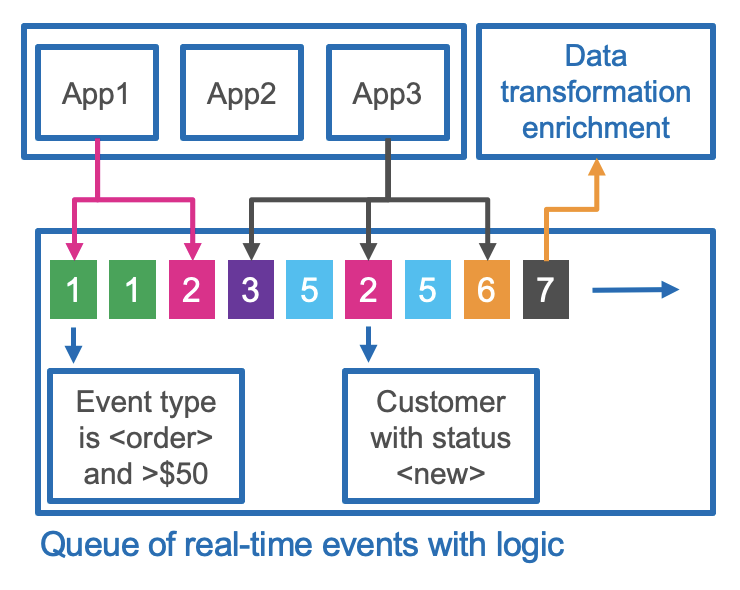 App1
App2
App3
Data
transformation
enrichment
1 1 2 3 5 2 5 6 7
Event type
is <order>
and >$50
Customer
with status
<new>
Queue of real-time events with logic